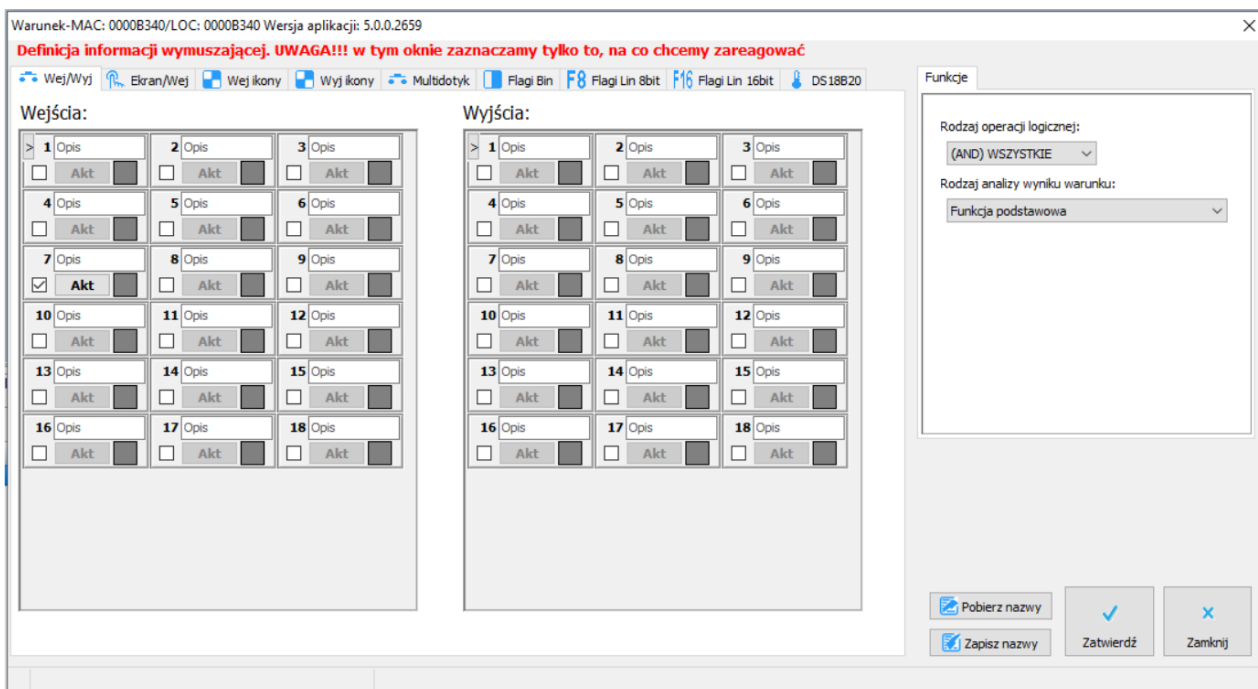 Warunek-MAC: 0000B340/LOC: 0000B340 Wersja aplikacji: 5.0.0.2659
Definicja informacji wymuszającej. UWAGA!!! w tym oknie zaznaczamy tylko to, na co chcemy zareagować
Wej/Wyj Ekran/Wej Wej ikony Wyj ikony Multidotyk Flagi Bin F8 Flagi Lin 8bit F16 Flagi Lin 16bit DS18B20
Funkcje
Wejścia:
> 1 Opis 2 Opis 3 Opis
Akt Akt Akt
4 Opis 5 Opis 6 Opis
Akt Akt Akt
7 Opis 8 Opis 9 Opis
Akt Akt Akt
10 Opis 11 Opis 12 Opis
Akt Akt Akt
13 Opis 14 Opis 15 Opis
Akt Akt Akt
16 Opis 17 Opis 18 Opis
Akt Akt Akt
Wyjścia:
> 1 Opis 2 Opis 3 Opis
Akt Akt Akt
4 Opis 5 Opis 6 Opis
Akt Akt Akt
7 Opis 8 Opis 9 Opis
Akt Akt Akt
10 Opis 11 Opis 12 Opis
Akt Akt Akt
13 Opis 14 Opis 15 Opis
Akt Akt Akt
16 Opis 17 Opis 18 Opis
Akt Akt Akt
Rodzaj operacji logicznej:
(AND) WSZYSTKIE
Rodzaj analizy wyniku warunku:
Funkcja podstawowa
Pobierz nazwy
Zapisz nazwy
Zatwierdź
Zamknij